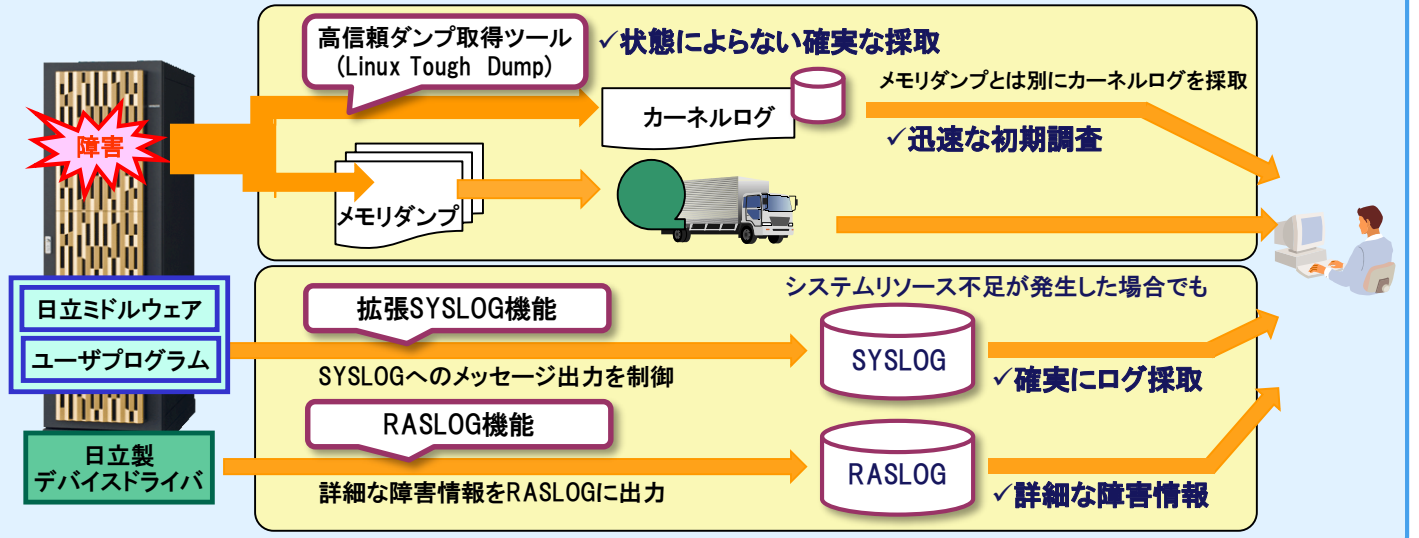 高信頼ダンプ取得ツール
(Linux Tough Dump)
✓状態によらない確実な採取
メモリダンプとは別にカーネルログを採取
カーネルログ
✓迅速な初期調査
障害
メモリダンプ
システムリソース不足が発生した場合でも
日立ミドルウェア
拡張SYSLOG機能
ユーザプログラム
SYSLOG
SYSLOGへのメッセージ出力を制御
✓確実にログ採取
RASLOG機能
日立製
デバイスドライバ
RASLOG
詳細な障害情報をRASLOGに出力
✓詳細な障害情報